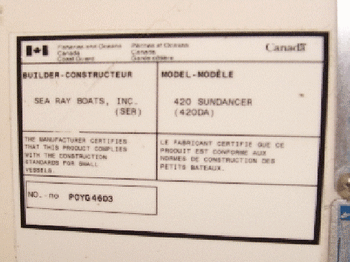 Fisheries and Oceans Pêches et Océans
Canada Canada
Coast Guard Garde côtière
Canada
BUILDER-CONSTRUCTEUR
SEA RAY BOATS, INC.
(SER)
MODEL-MODÈLE
420 SUNDANCER
(420DA)
THE MANUFACTURER CERTIFIES
THAT THIS PRODUCT COMPLIES
WITH THE CONSTRUCTION
STANDARDS FOR SMALL
VESSELS.
LE FABRICANT CERTIFIE QUE CE
PRODUIT EST CONFORME AUX
NORMES DE CONSTRUCTION DES
PETITS BATEAUX.
NO.- no POYG4603